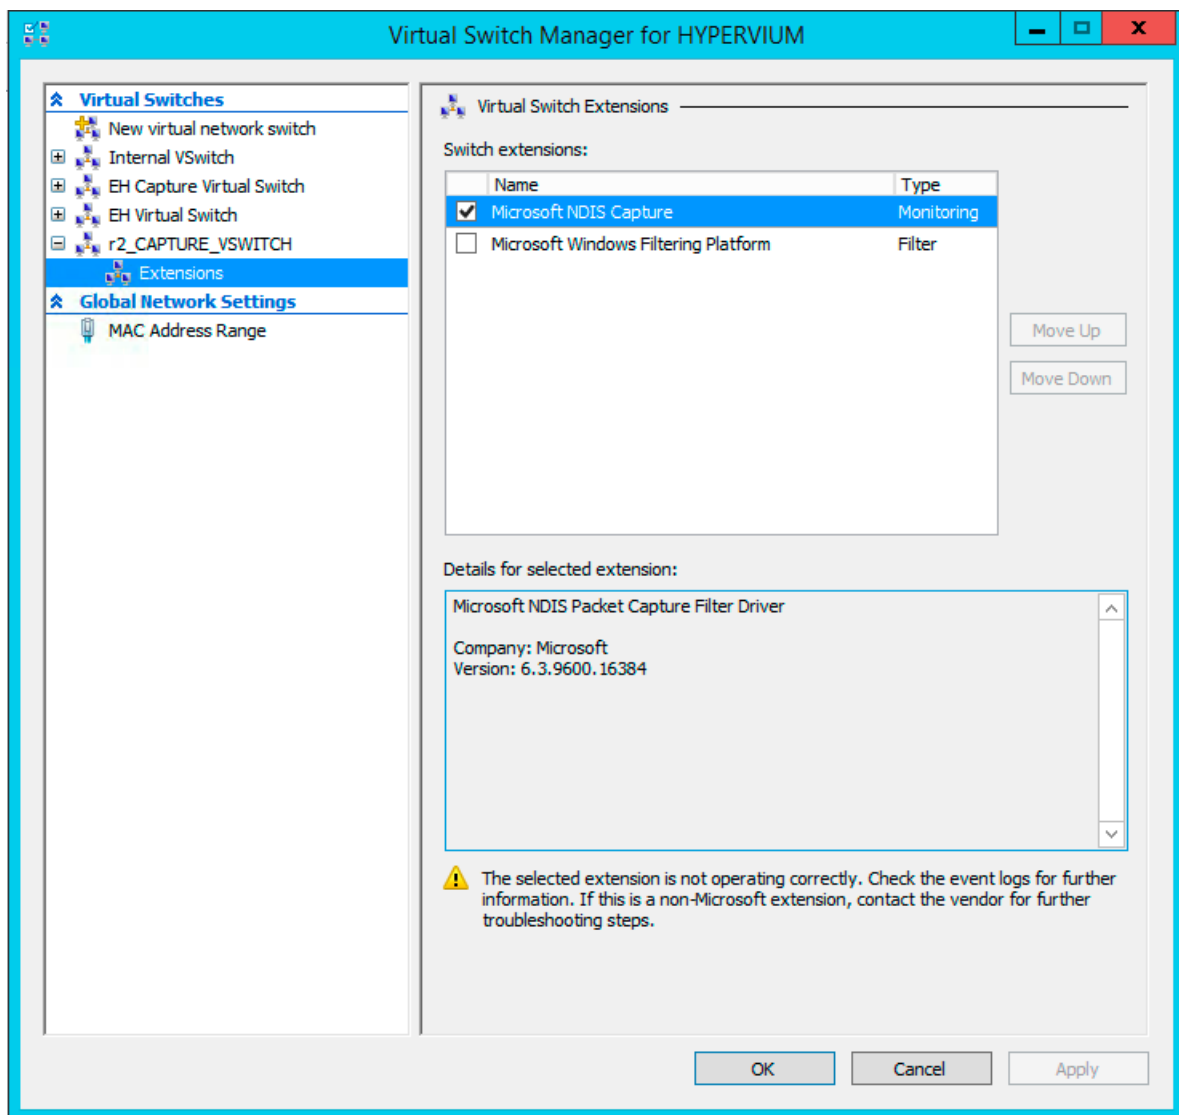 Virtual Switch Manager for HYPERVIUM
Virtual Switches
New virtual network switch
Internal VSwitch
EH Capture Virtual Switch
EH Virtual Switch
r2_CAPTURE_VSWITCH
Extensions
Global Network Settings
MAC Address Range
Virtual Switch Extensions
Switch extensions:
Name Type
Microsoft NDIS Capture Monitoring
Microsoft Windows Filtering Platform Filter
Move Up
Move Down
Details for selected extension:
Microsoft NDIS Packet Capture Filter Driver
Company: Microsoft
Version: 6.3.9600.16384
The selected extension is not operating correctly. Check the event logs for further
information. If this is a non-Microsoft extension, contact the vendor for further
troubleshooting steps.
OK Cancel Apply